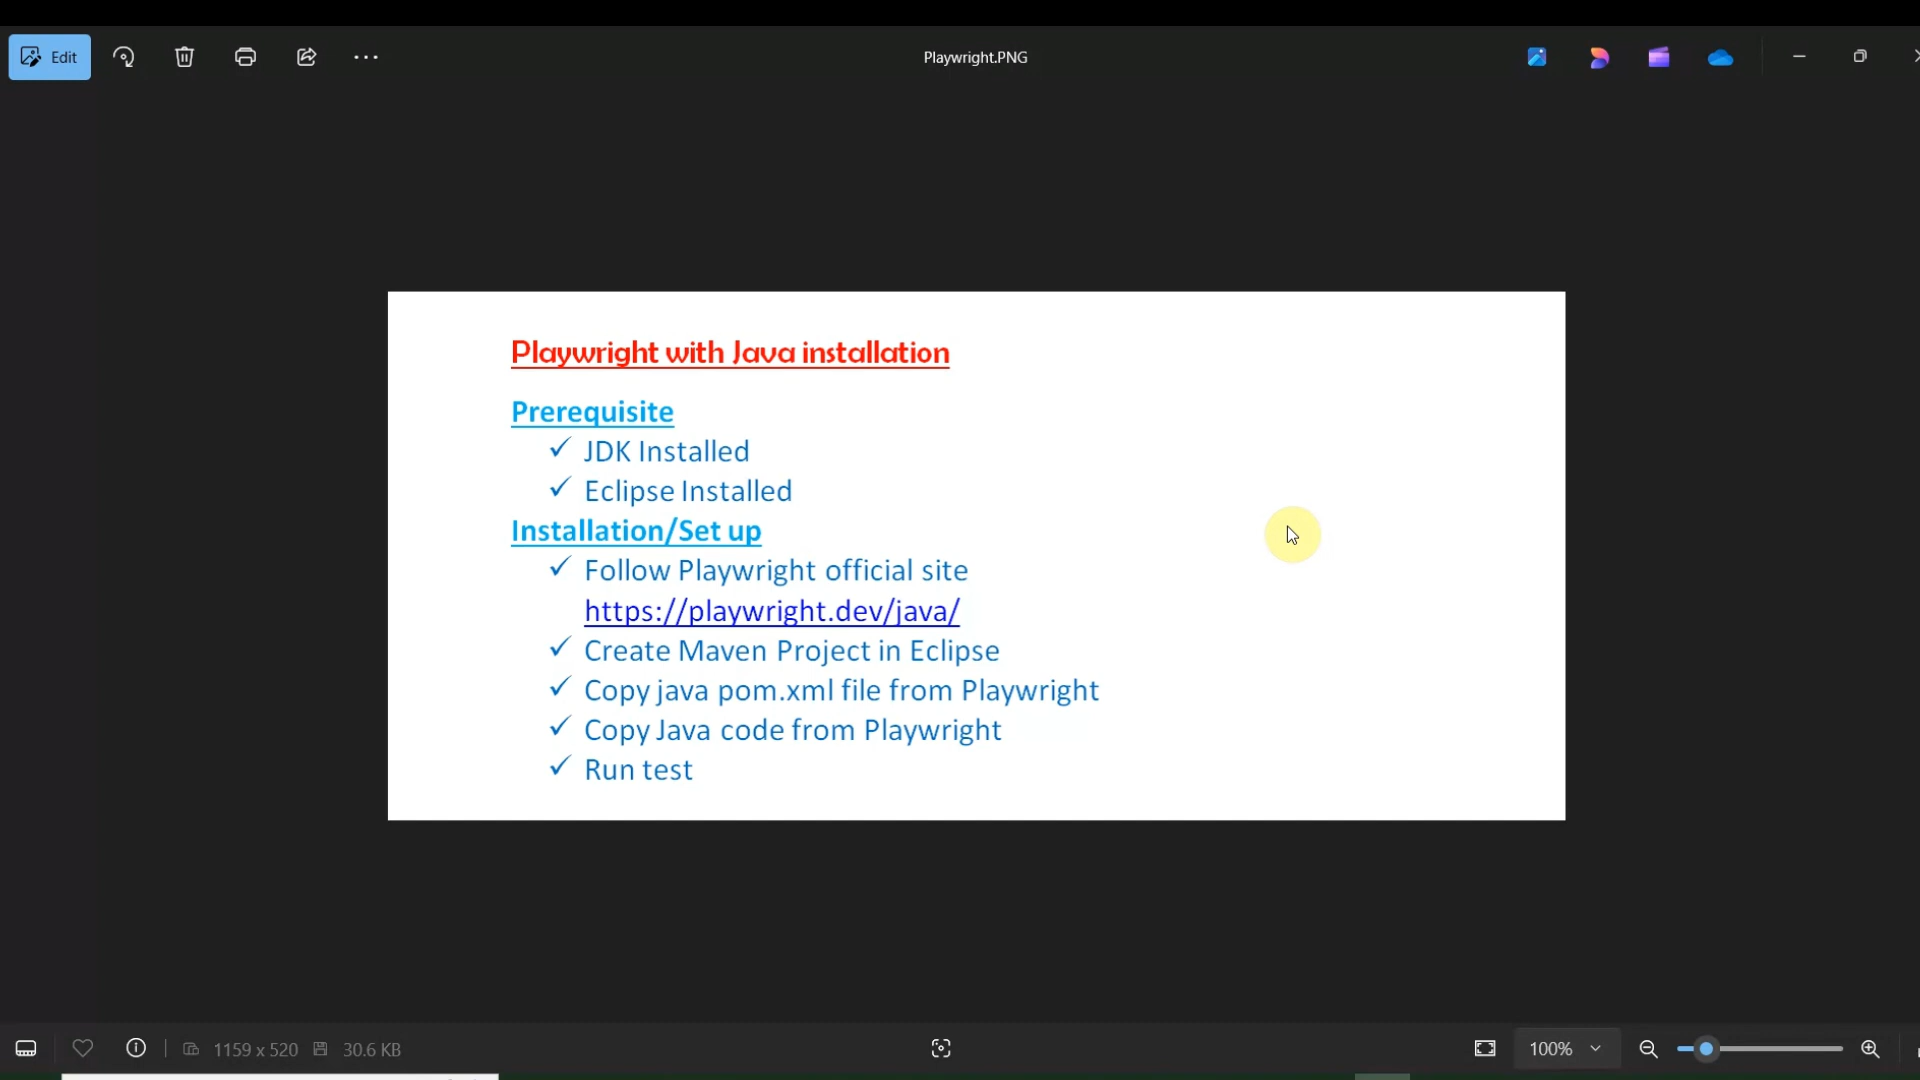 Edit
Playwright.PNG
Playwright with Java installation
Prerequisite
✓ JDK Installed
✓ Eclipse Installed
Installation/Set up
✓ Follow Playwright official site
https://playwright.dev/java/
✓ Create Maven Project in Eclipse
✓ Copy java pom.xml file from Playwright
✓ Copy Java code from Playwright
✓ Run test
1159 x 520 30.6 KB 100%